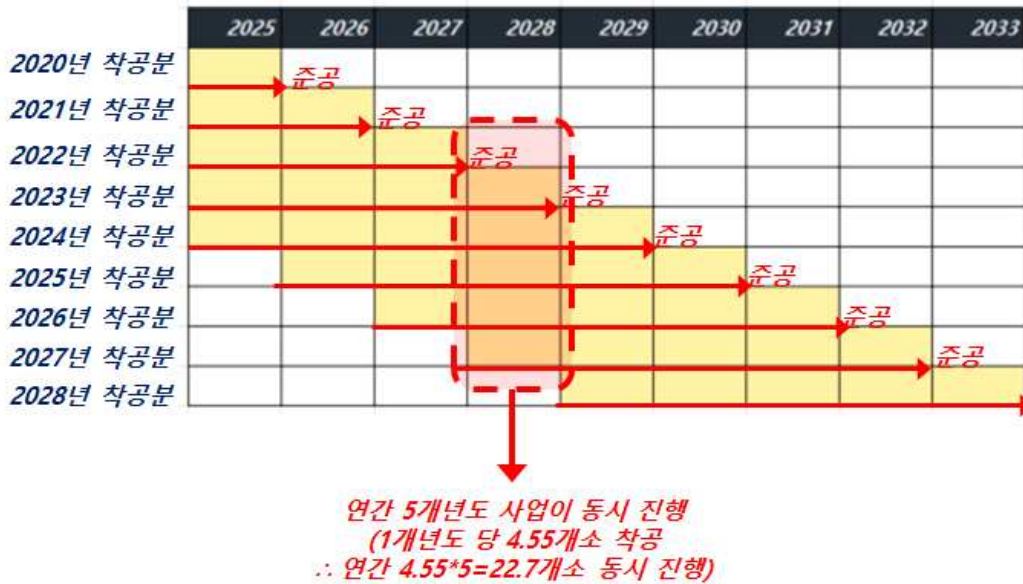 2025 2026 2027 2028 2029 2030 2031 2032 2033
2020년 착공분
준공
2021년 착공분
준공
2022년 착공분
준공
2023년 착공분
준공
2024년 착공분
준공
2025년 착공분
준공
2026년 착공분
준공
2027년 착공분
준공
2028년 착공분
연간 5개년도 사업이 동시 진행
(1개년도 당 4.55개소 착공
∴ 연간 4.55*5=22.7개소 동시 진행)